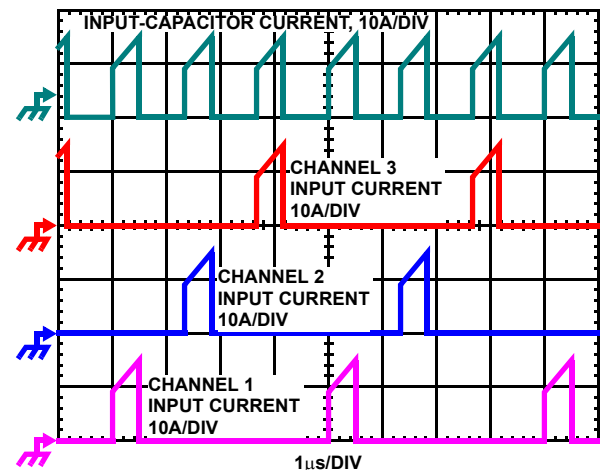 INPUT-CAPACITOR CURRENT, 10A/DIV
CHANNEL 3
INPUT CURRENT
10A/DIV
CHANNEL 2
INPUT CURRENT
10A/DIV
CHANNEL 1
INPUT CURRENT
10A/DIV
1μs/DIV